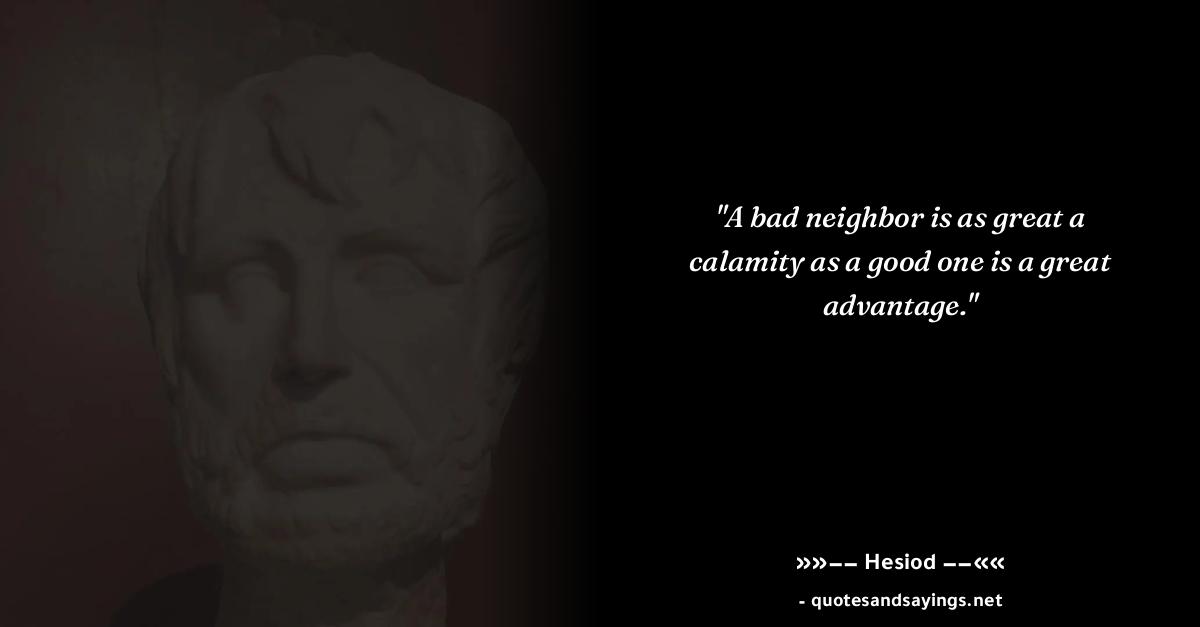 "A bad neighbor is as great a
calamity as a good one is a great
advantage."
»»−− Hesiod −−««
- quotesandsayings.net